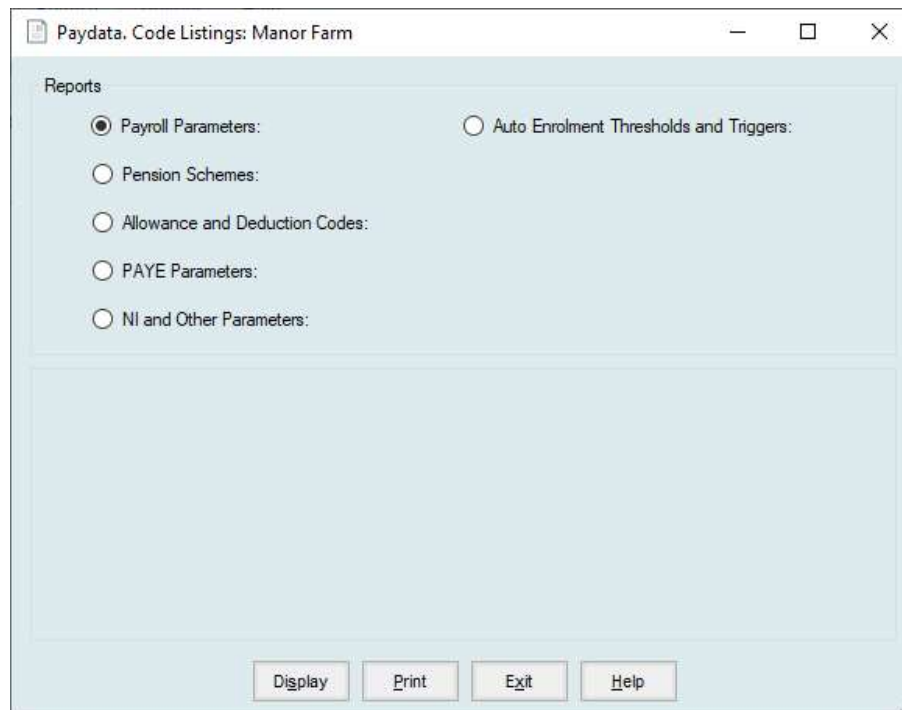 Paydata. Code Listings: Manor Farm
Reports
Payroll Parameters:
Auto Enrolment Thresholds and Triggers:
Pension Schemes:
Allowance and Deduction Codes:
PAYE Parameters:
NI and Other Parameters:
Display Print Exit Help